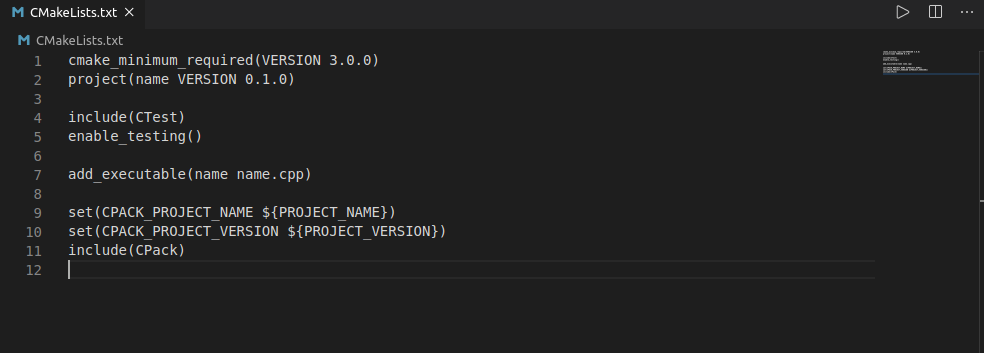 CMakeLists.txt
CMakeLists.txt
1 cmake_minimum_required(VERSION 3.0.0)
2 project(name VERSION 0.1.0)
3
4 include(CTest)
5 enable_testing()
6
7 add_executable(name name.cpp)
8
9 set(CPACK_PROJECT_NAME ${PROJECT_NAME})
10 set(CPACK_PROJECT_VERSION ${PROJECT_VERSION})
11 include(CPack)
12